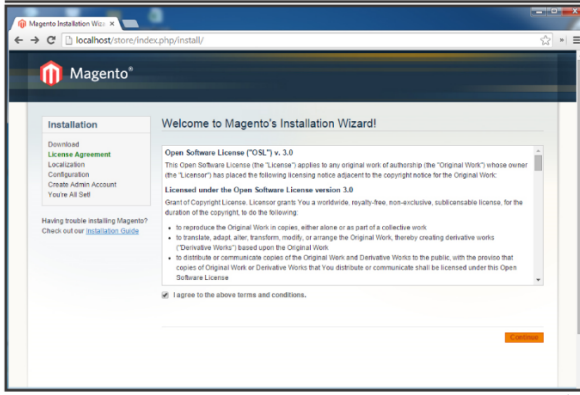 Magento Installation Wiz
localhost/store/index.php/install/
Magento®
Installation
Download
License Agreement
Localization
Configuration
Create Admin Account
You're All Set!
Having trouble installing Magento?
Check out our Installation Guide
Welcome to Magento's Installation Wizard!
Open Software License ("OSL") v. 3.0
This Open Software License (the "License") applies to any original work of authorship (the "Original Work") whose owner
(the "Licensor") has placed the following licensing notice adjacent to the copyright notice for the Original Work:
Licensed under the Open Software License version 3.0
Grant of Copyright License. Licensor grants You a worldwide, royalty-free, non-exclusive, sublicensable license, for the
duration of the copyright, to do the following:
• to reproduce the Original Work in copies, either alone or as part of a collective work
• to translate, adapt, alter, transform, modify, or arrange the Original Work, thereby creating derivative works
("Derivative Works") based upon the Original Work
• to distribute or communicate copies of the Original Work and Derivative Works to the public, with the proviso that
copies of Original Work or Derivative Works that You distribute or communicate shall be licensed under this Open
Software License
I agree to the above terms and conditions.
Continue